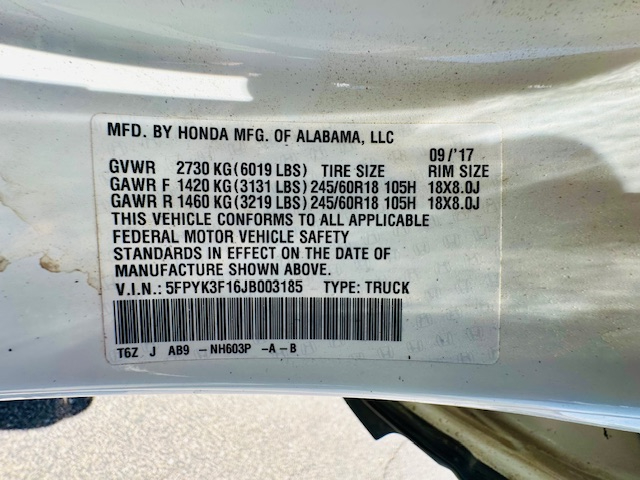 MFD. BY HONDA MFG. OF ALABAMA, LLC
09/'17
GVWR 2730 KG(6019 LBS) TIRE SIZE RIM SIZE
GAWR F 1420 KG(3131 LBS) 245/60R18 105H 18X8.0J
GAWR R 1460 KG(3219 LBS) 245/60R18 105H 18X8.0J
THIS VEHICLE CONFORMS TO ALL APPLICABLE
FEDERAL MOTOR VEHICLE SAFETY
STANDARDS IN EFFECT ON THE DATE OF
MANUFACTURE SHOWN ABOVE.
V.I.N.: 5FPYK3F16JB003185 TYPE: TRUCK
T6Z J AB9 -NH603P -A-B